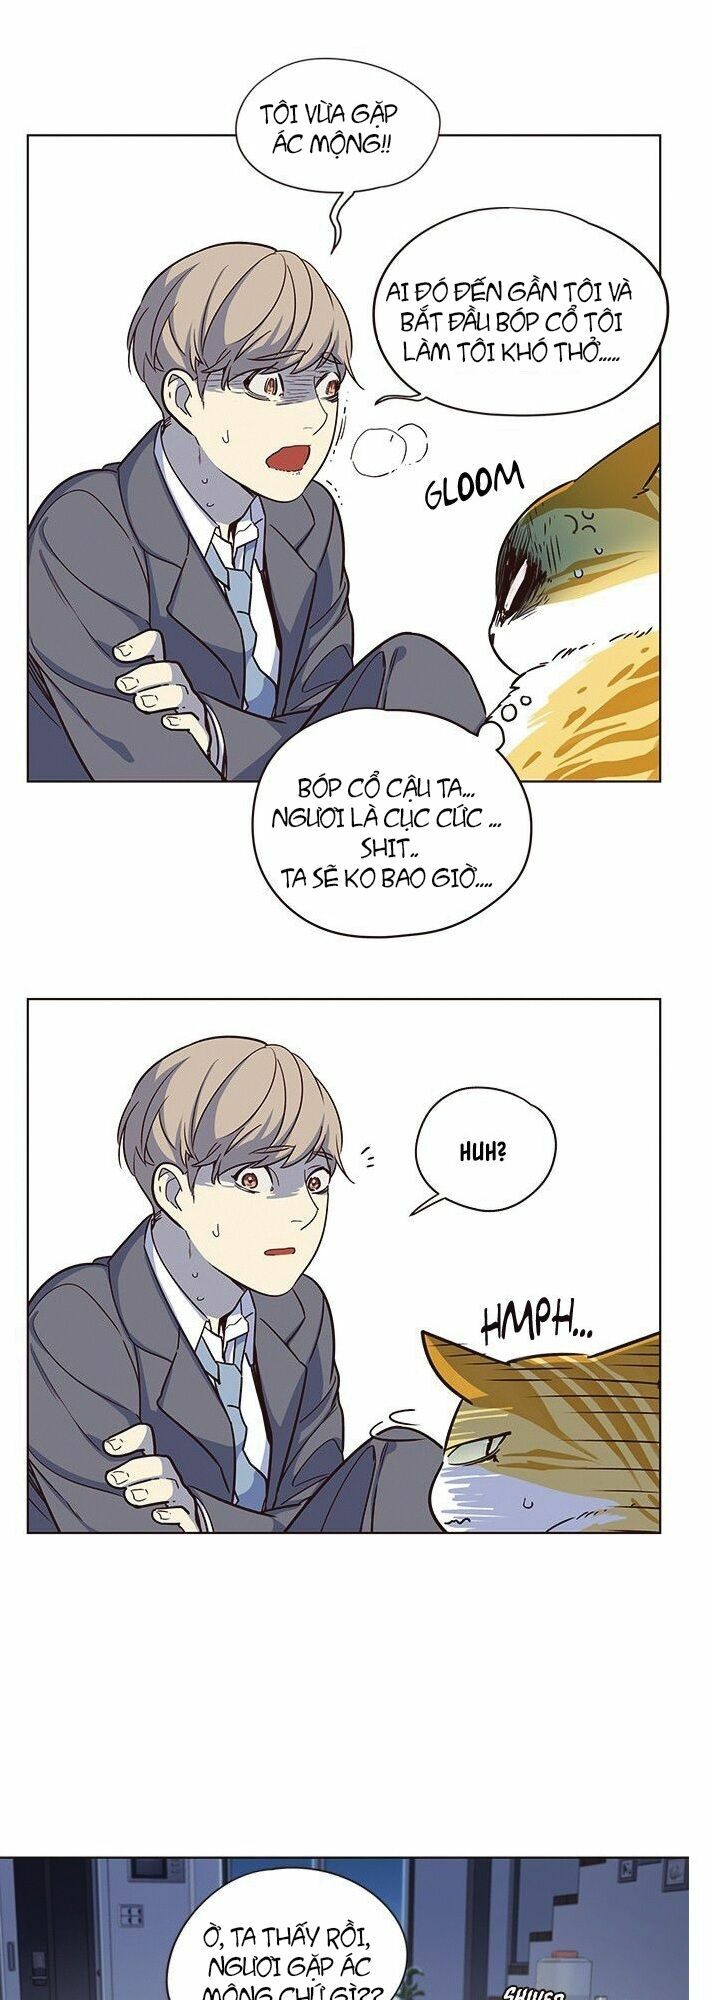 TÔI VỪA GẶP
ÁC MỘNG!!
AI ĐÓ ĐẾN GẦN TÔI VÀ
BẮT ĐẦU BÓP CỔ TÔI
LÀM TÔI KHÓ THỞ.....
GLOOM
BÓP CỔ CẬU TA...
NGƯƠI LÀ CỤC CỨC ...
SHIT..
TA SẼ KO BAO GIỜ....
HUH?
HMPH...
Ờ, TA THẤY RỒI,
NGƯƠI GẶP ÁC
MỘNG CHỨ GÌ??